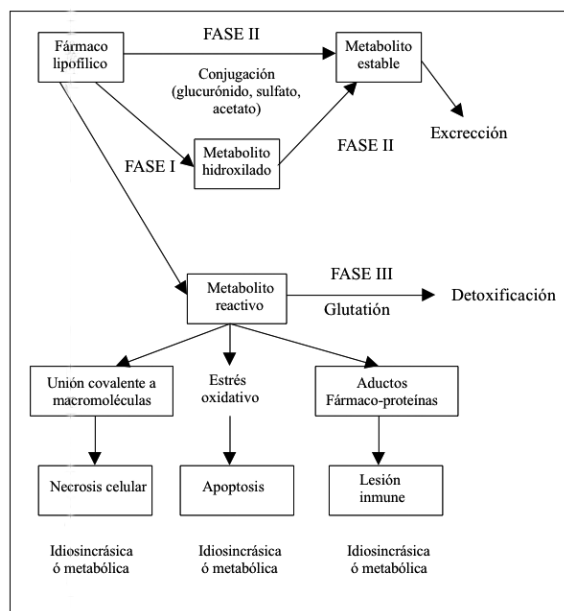 FASE II
Fármaco
lipofílico
Metabolito
estable
Conjugación
(glucurónido, sulfato,
acetato)
Excrección
FASE II
FASE I
Metabolito
hidroxilado
FASE III
Metabolito
reactivo
Glutatión
Detoxificación
Unión covalente a
macromoléculas
Estrés
oxidativo
Aductos
Fármaco-proteínas
Necrosis celular
Apoptosis
Lesión
inmune
Idiosincrásica
ó metabólica
Idiosincrásica
ó metabólica
Idiosincrásica
ó metabólica